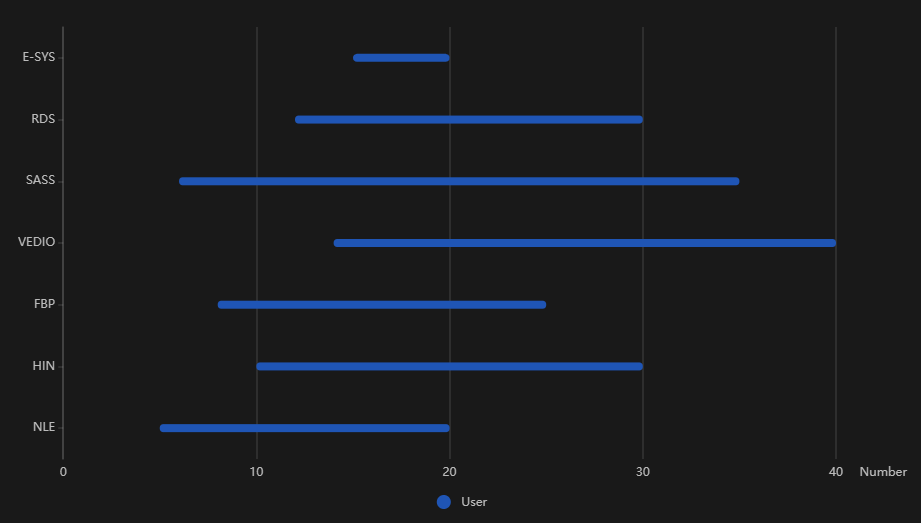 E-SYS
RDS
SASS
VEDIO
FBP
HIN
NLE
0 10 20 30 40 Number
User